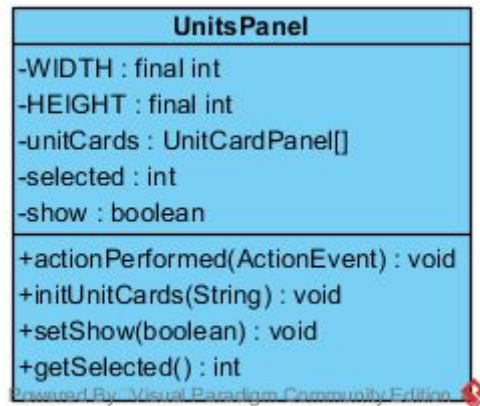 UnitsPanel
-WIDTH : final int
-HEIGHT : final int
-unitCards : UnitCardPanel[]
-selected : int
-show : boolean
+actionPerformed(ActionEvent) : void
+initUnitCards(String) : void
+setShow(boolean) : void
+getSelected() : int
Powered By Visual Paradigm Community Edition